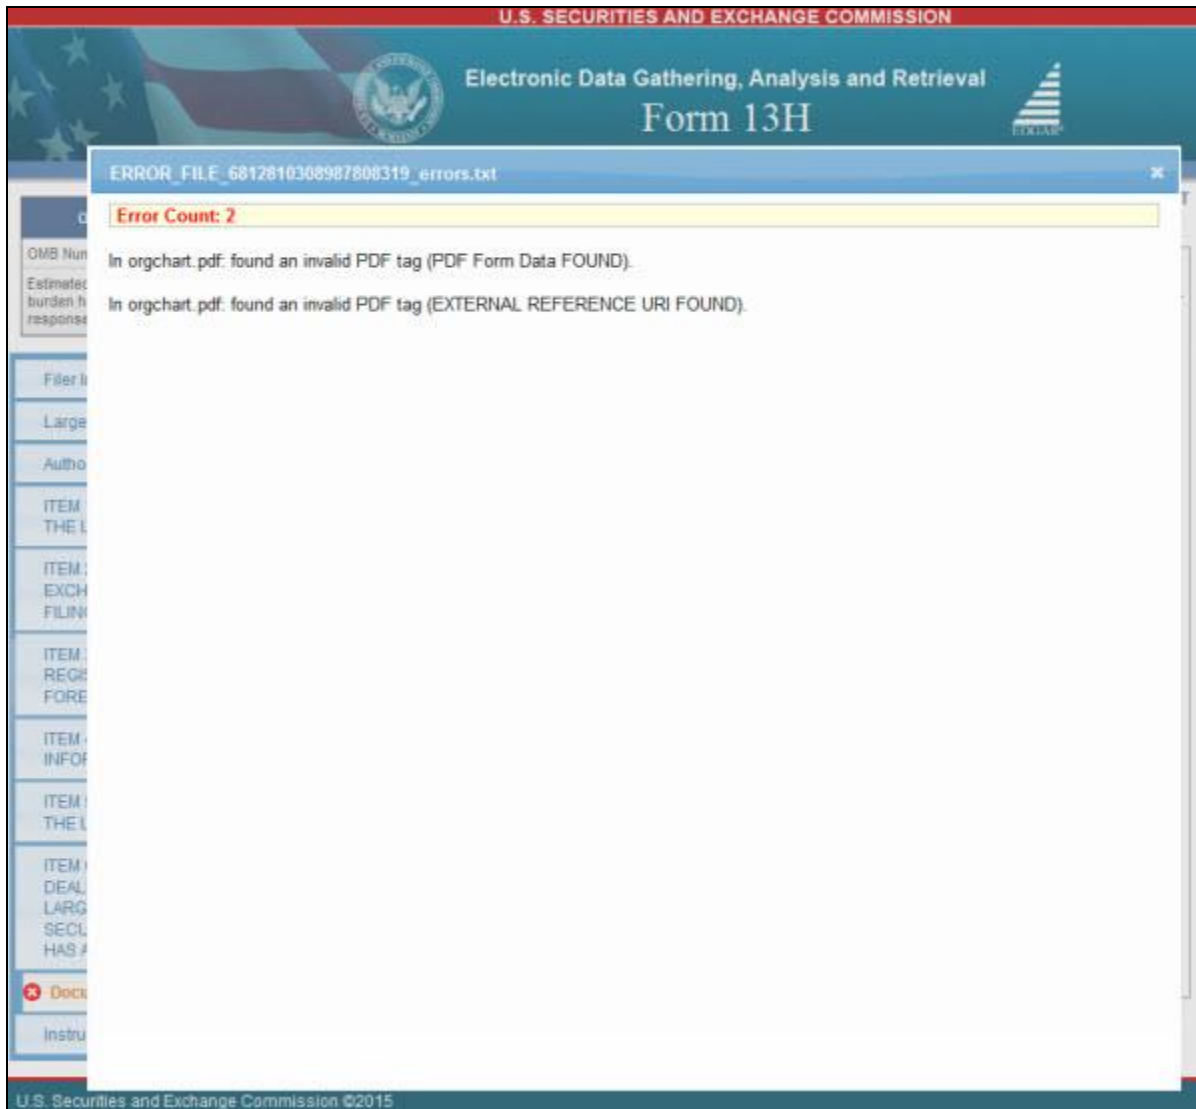 U.S. SECURITIES AND EXCHANGE COMMISSION
Electronic Data Gathering, Analysis and Retrieval
Form 13H
EDGAR
ERROR_FILE_6812810308987808319_errors.txt
Error Count: 2
In orgchart.pdf: found an invalid PDF tag (PDF Form Data FOUND).
In orgchart.pdf: found an invalid PDF tag (EXTERNAL REFERENCE URI FOUND).
OMB Num
Estimated
burden h
response
Filer I
Large
Autho
ITEM
THE L
ITEM
EXCH
FILING
ITEM
REGIS
FORE
ITEM
INFOR
ITEM
THE L
ITEM
DEAL
LARG
SECU
HAS A
Docu
Instru
U.S. Securities and Exchange Commission ©2015